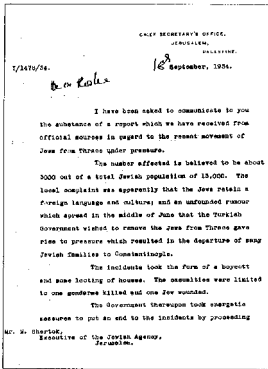 CHIEF SECRETARY'S OFFICE,
JERUSALEM,
PALESTINE.
16th September, 1934.
I have been asked to communicate to you
the substance of a report which we have received from
official sources in regard to the recent movement of
Jews from Thrace under pressure.
The number affected is believed to be about
3000 out of a total Jewish population of 13,000. The
local complaint was apparently that the Jews retain a
foreign language and culture; and an unfounded rumour
which spread in the middle of June that the Turkish
Government wished to remove the Jews from Thrace gave
rise to pressure which resulted in the departure of many
Jewish families to Constantinople.
The incidents took the form of a boycott
and some looting of houses. The casualties were limited
to one gendarme killed and one Jew wounded.
The Government thereupon took energetic
measures to put an end to the incidents by proceeding
Mr. M. Shertok,
Executive of the Jewish Agency,
Jerusalem.